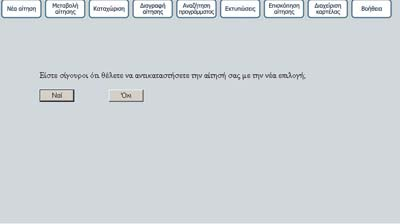 Νέα αίτηση
Μεταβολή αίτησης
Καταχώριση
Διαγραφή αίτησης
Αναζήτηση προγράμματος
Εκτυπώσεις
Επισκόπηση αίτησης
Διαχείριση καρτέλας
Βοήθεια
Είστε σίγουροι ότι θέλετε να αντικαταστήσετε την αίτησή σας με την νέα επιλογή;
Ναί
Όχι